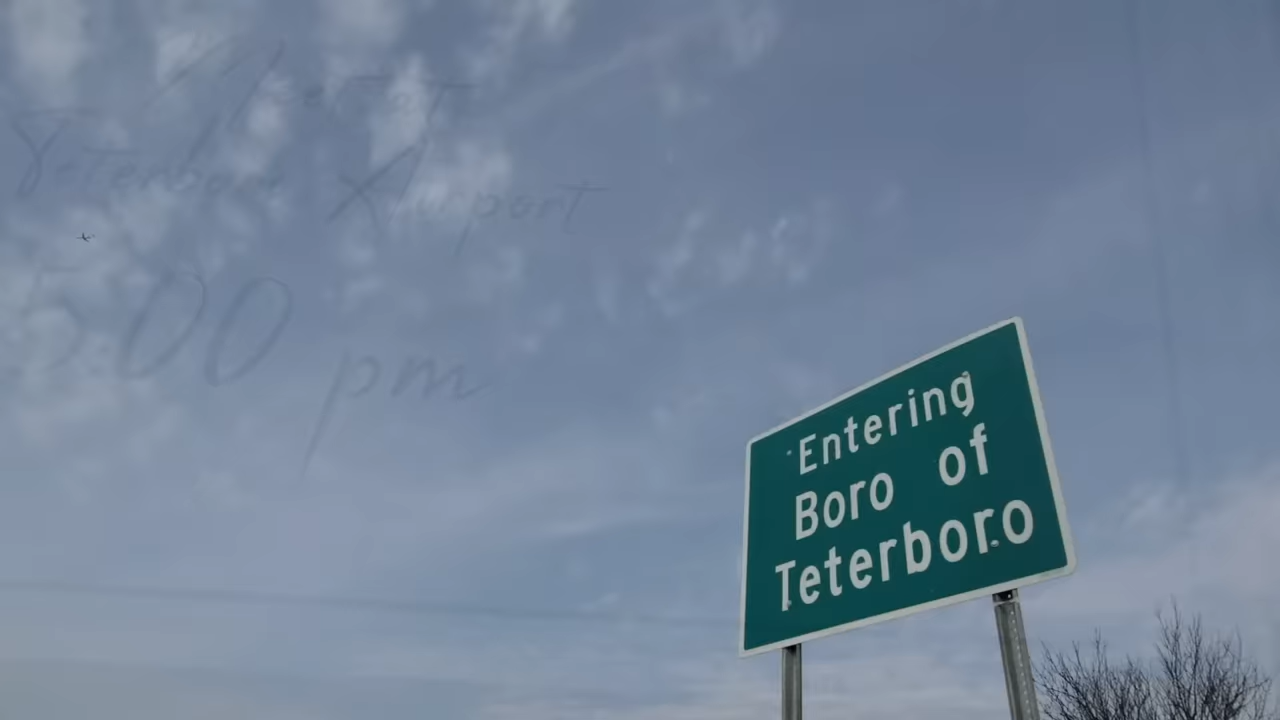 Teterboro Airport
5:00 pm
Entering
Boro of
Teterboro